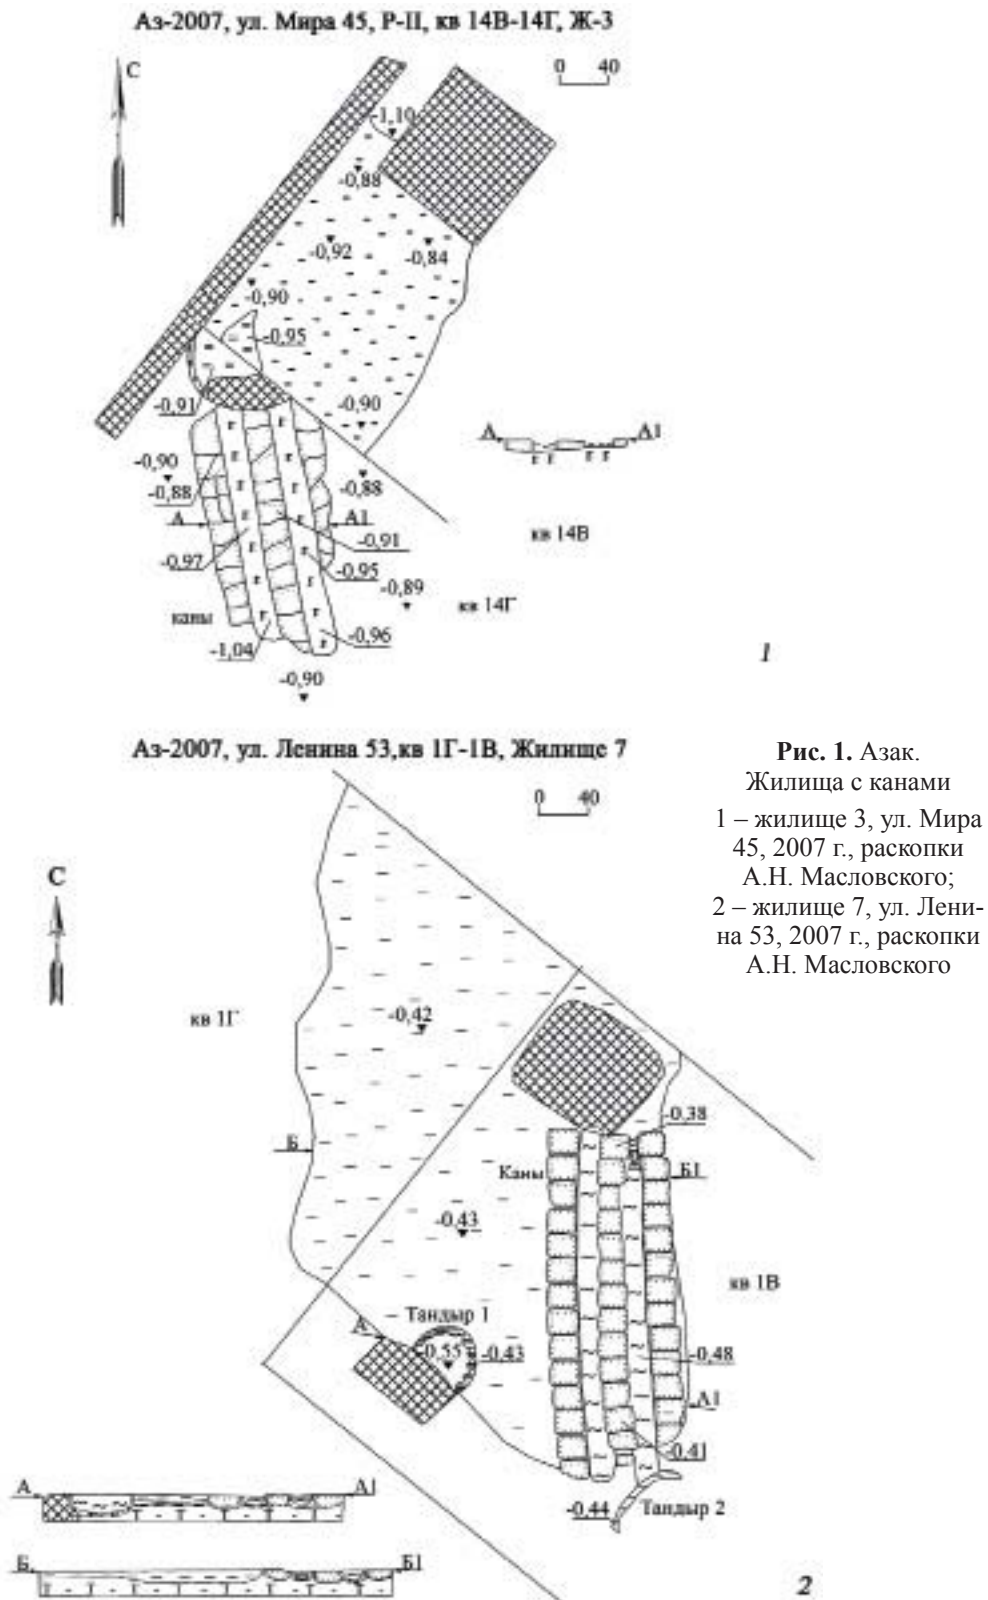 Аз-2007, ул. Мира 45, Р-II, кв 14В-14Г, Ж-3
С
0 40
-1,10
-0,88
-0,92
-0,84
-0,90
-0,95
-0,91
-0,90
А А1
-0,90
-0,88
-0,88
кв 14В
А А1
-0,91
-0,97
-0,95
-0,89
кв 14Г
каны
-1,04
-0,96
1
-0,90
Аз-2007, ул. Ленина 53,кв 1Г-1В, Жилище 7
Рис. 1. Азак.
Жилища с канами
1 – жилище 3, ул. Мира
45, 2007 г., раскопки
А.Н. Масловского;
2 – жилище 7, ул. Лени-
на 53, 2007 г., раскопки
А.Н. Масловского
0 40
С
кв 1Г
-0,42
-0,38
Б
Каны
Б1
-0,43
кв 1В
Тандыр 1
А
-0,55
-0,43
-0,48
А1
-0,41
А А1
-0,44
Тандыр 2
Б Б1
2